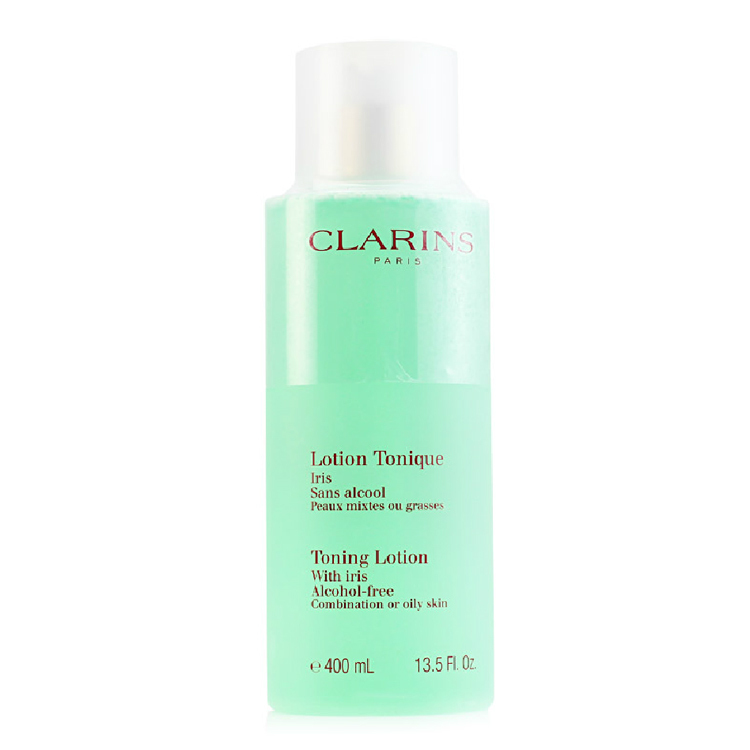 CLARINS
PARIS
Lotion Tonique
Iris
Sans alcool
Peaux mixtes ou grasses
Toning Lotion
With iris
Alcohol-free
Combination or oily skin
℮ 400 mL 13.5 Fl. Oz.